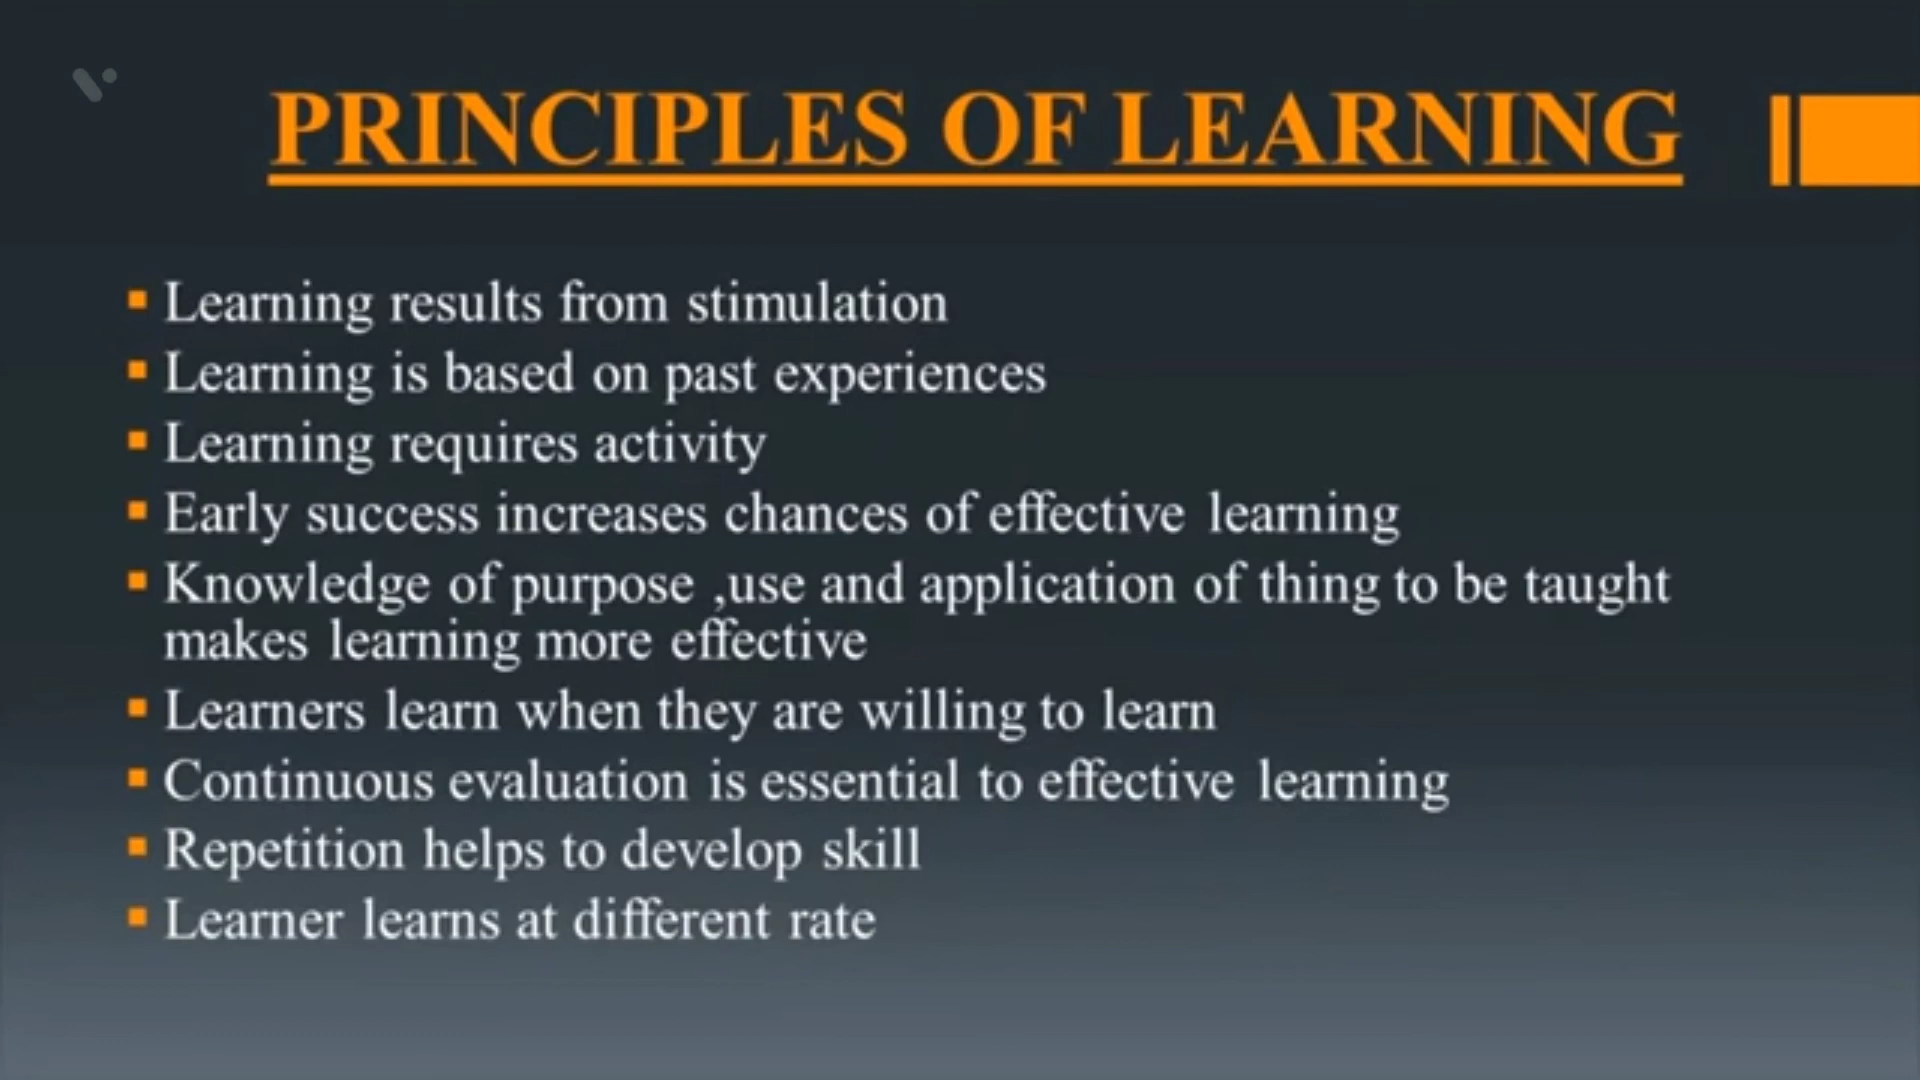 PRINCIPLES OF LEARNING
Learning results from stimulation
Learning is based on past experiences
Learning requires activity
Early success increases chances of effective learning
Knowledge of purpose ,use and application of thing to be taught
makes learning more effective
Learners learn when they are willing to learn
Continuous evaluation is essential to effective learning
Repetition helps to develop skill
Learner learns at different rate